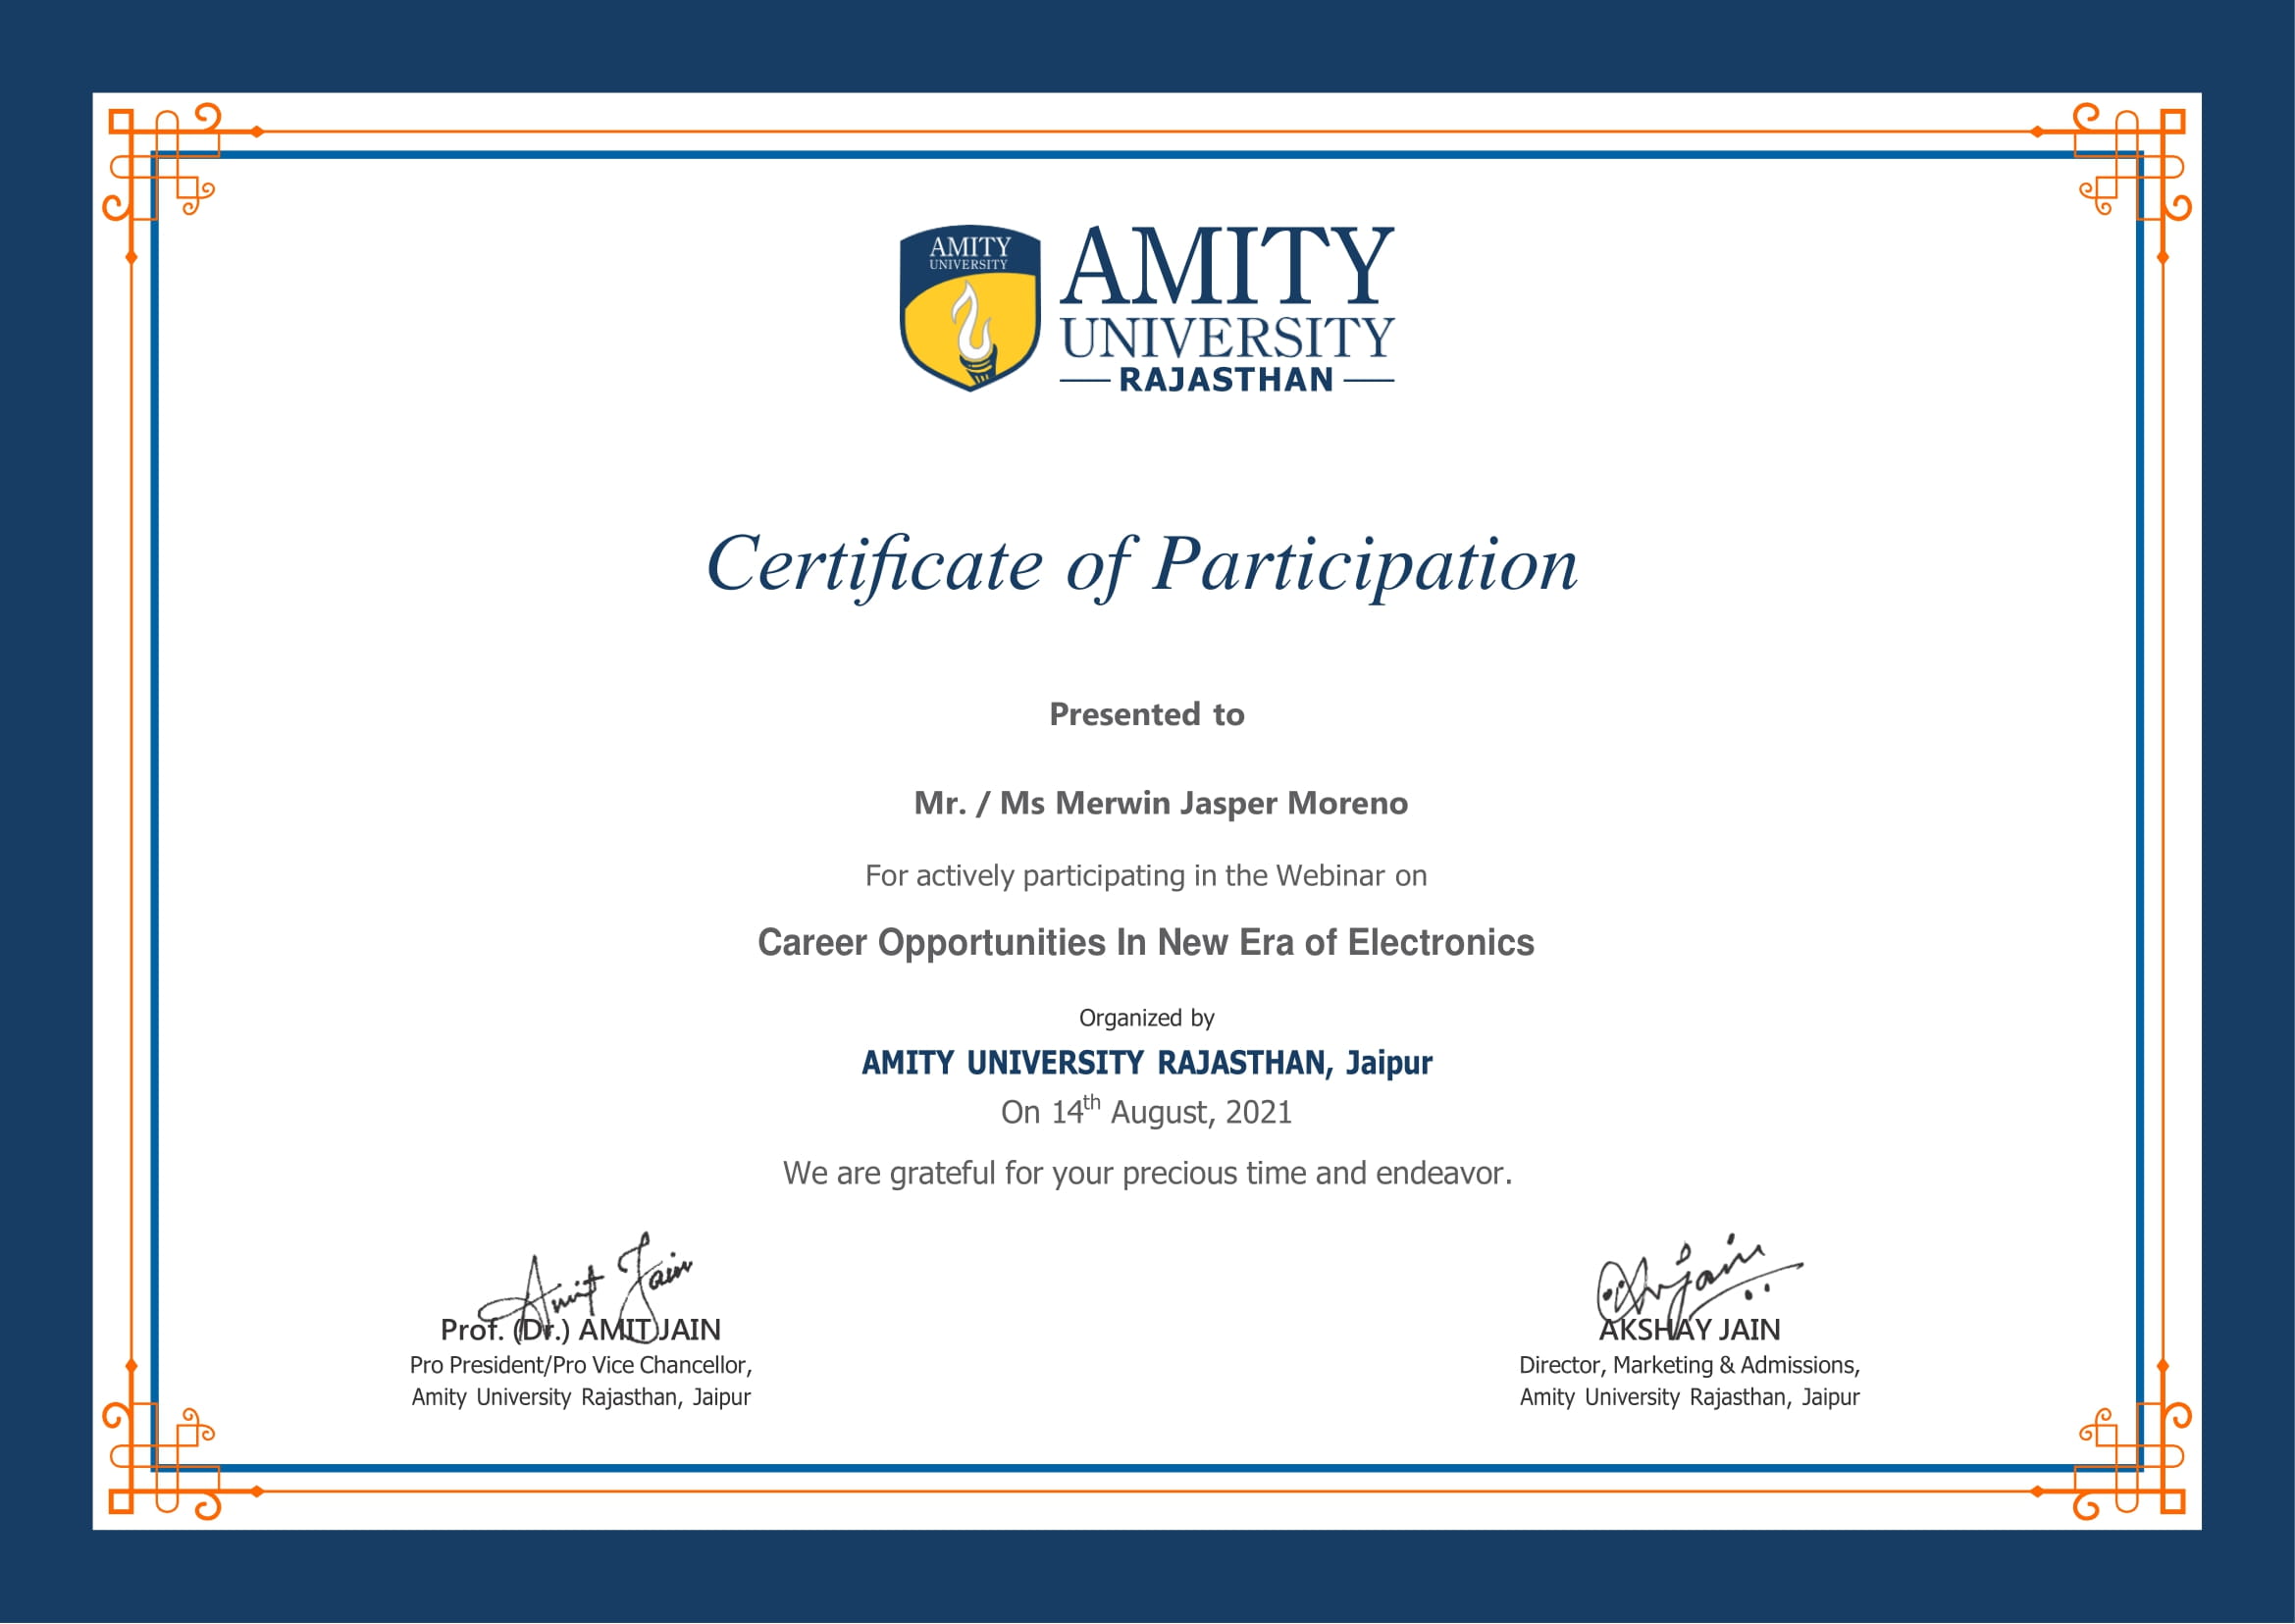 AMITY
UNIVERSITY
AMITY
UNIVERSITY
RAJASTHAN
Certificate of Participation
Presented to
Mr. / Ms Merwin Jasper Moreno
For actively participating in the Webinar on
Career Opportunities In New Era of Electronics
Organized by
AMITY UNIVERSITY RAJASTHAN, Jaipur
On 14th August, 2021
We are grateful for your precious time and endeavor.
Amit Jain
Prof. (Dr.) AMIT JAIN
Pro President/Pro Vice Chancellor,
Amity University Rajasthan, Jaipur
AKSHAY JAIN
Director, Marketing & Admissions,
Amity University Rajasthan, Jaipur